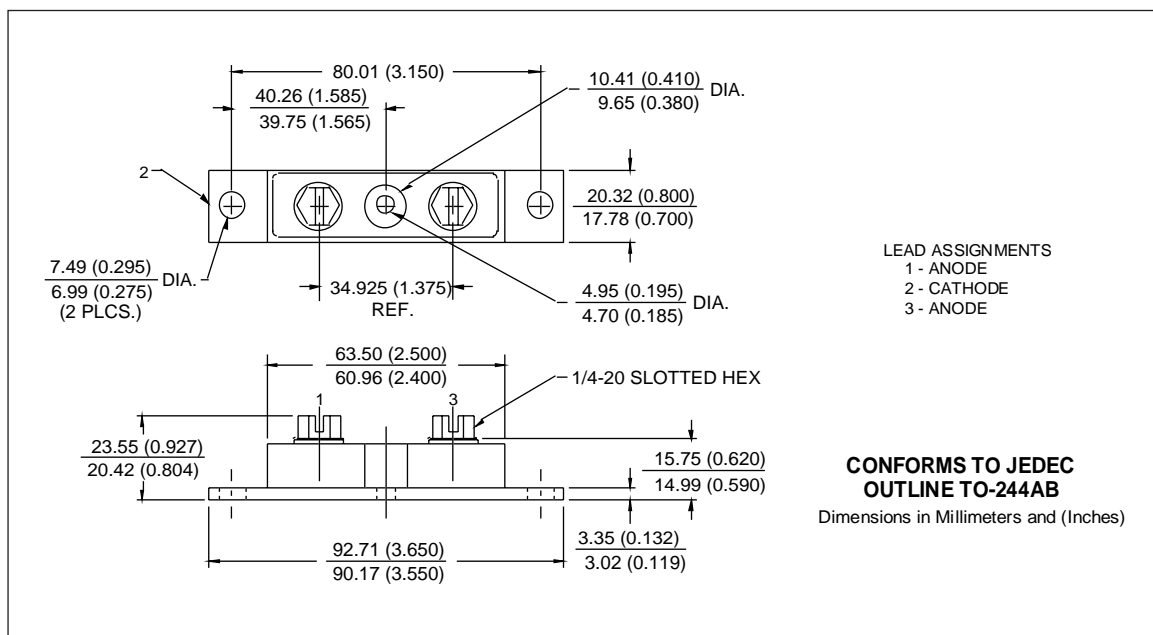 80.01 (3.150)
40.26 (1.585)
39.75 (1.565)
10.41 (0.410)
9.65 (0.380)
DIA.
2
20.32 (0.800)
17.78 (0.700)
7.49 (0.295)
6.99 (0.275)
DIA.
(2 PLCS.)
34.925 (1.375)
REF.
4.95 (0.195)
4.70 (0.185)
DIA.
LEAD ASSIGNMENTS
1 - ANODE
2 - CATHODE
3 - ANODE
63.50 (2.500)
60.96 (2.400)
1/4-20 SLOTTED HEX
1
3
23.55 (0.927)
20.42 (0.804)
15.75 (0.620)
14.99 (0.590)
CONFORMS TO JEDEC
OUTLINE TO-244AB
Dimensions in Millimeters and (Inches)
92.71 (3.650)
90.17 (3.550)
3.35 (0.132)
3.02 (0.119)